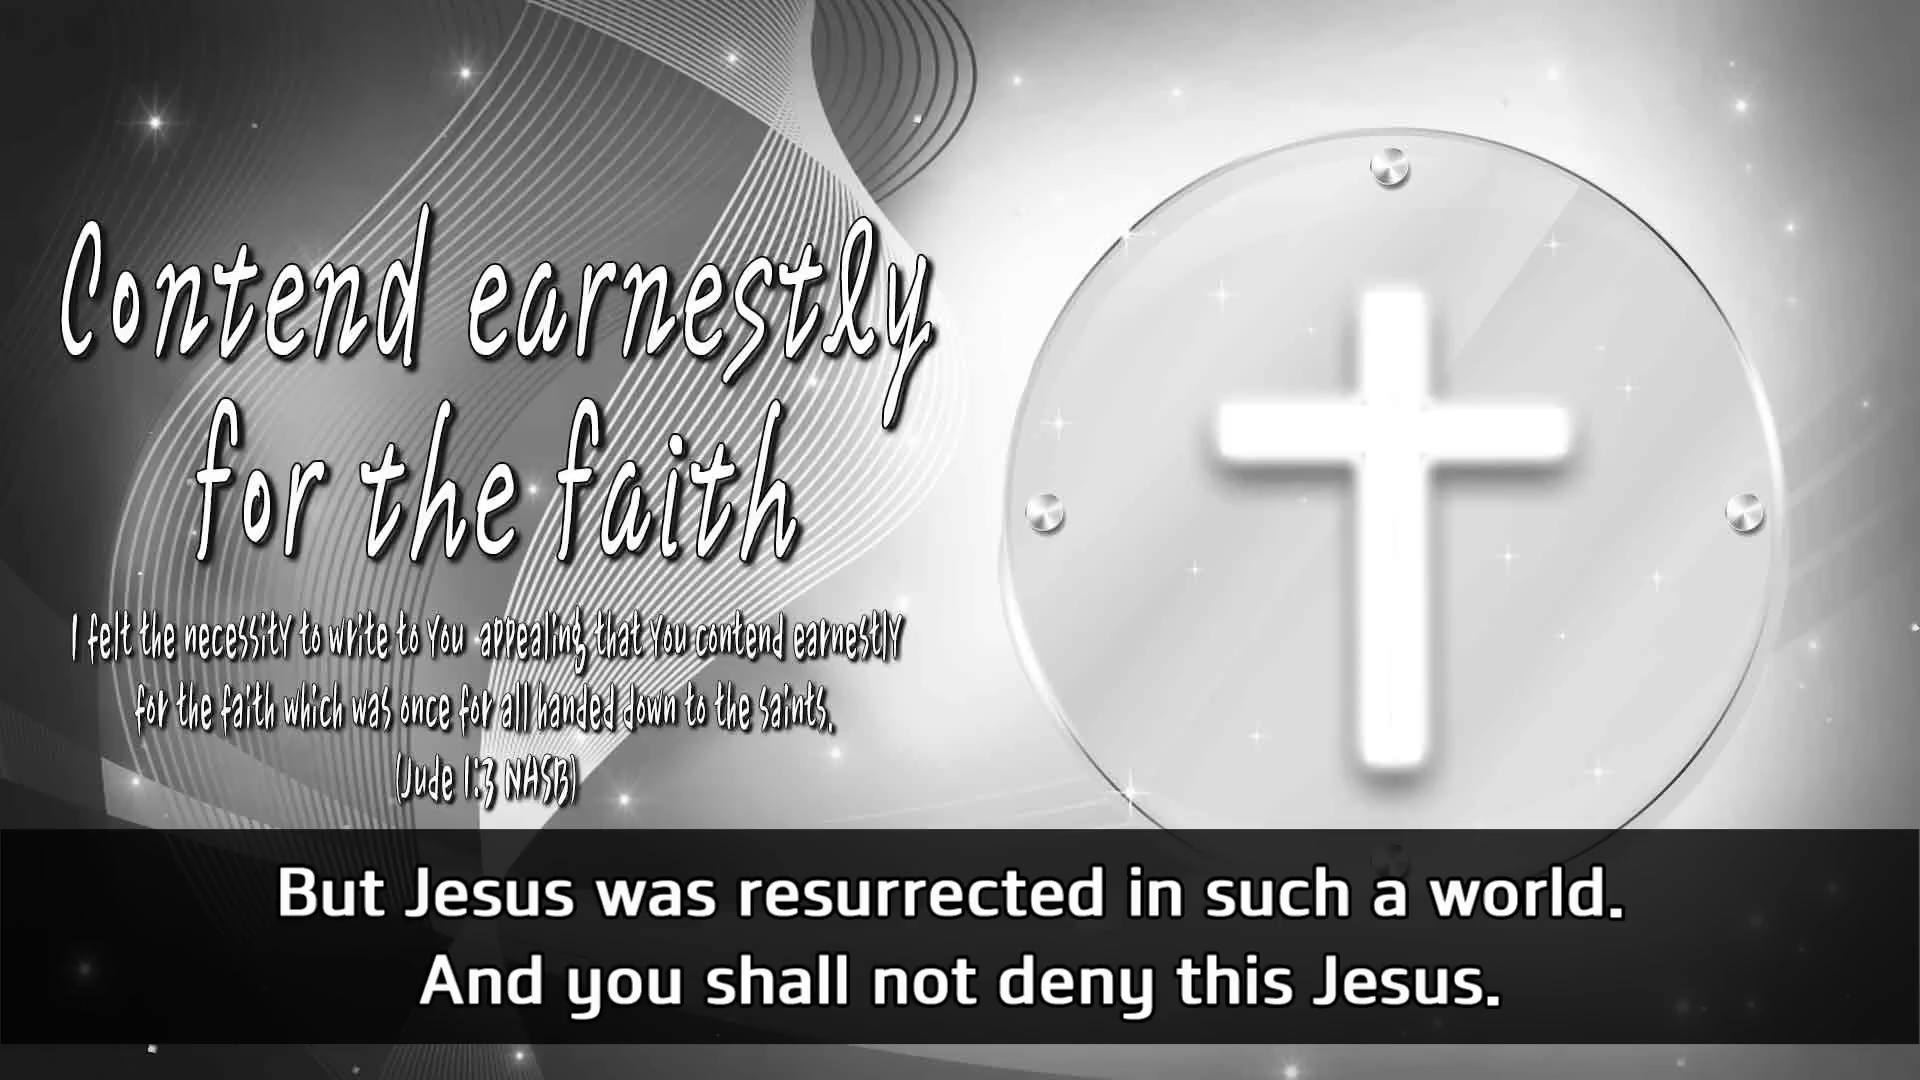 Contend earnestly
for the faith
I felt the necessity to write to you appealing that you contend earnestly
for the faith which was once for all handed down to the saints.
(Jude 1:3 NASB)
But Jesus was resurrected in such a world.
And you shall not deny this Jesus.